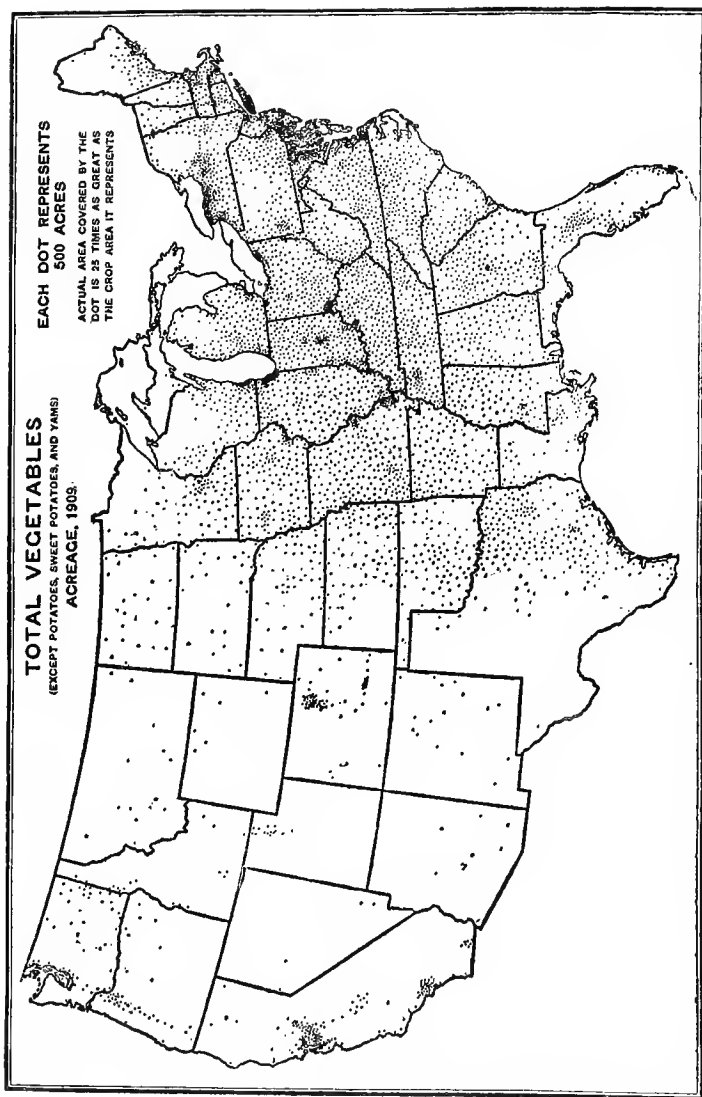 TOTAL VEGETABLES
(EXCEPT POTATOES, SWEET POTATOES, AND YAMS)
ACREAGE, 1909.
EACH DOT REPRESENTS
500 ACRES
ACTUAL AREA COVERED BY THE
DOT IS 25 TIMES AS GREAT AS
THE CROP AREA IT REPRESENTS